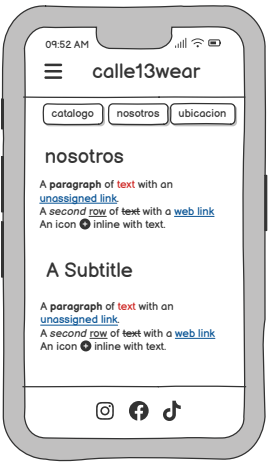 09:52 AM
calle13wear
catalogo nosotros ubicacion
nosotros
A paragraph of text with an
unassigned link.
A second row of text with a web link
An icon inline with text.
A Subtitle
A paragraph of text with an
unassigned link.
A second row of text with a web link
An icon inline with text.